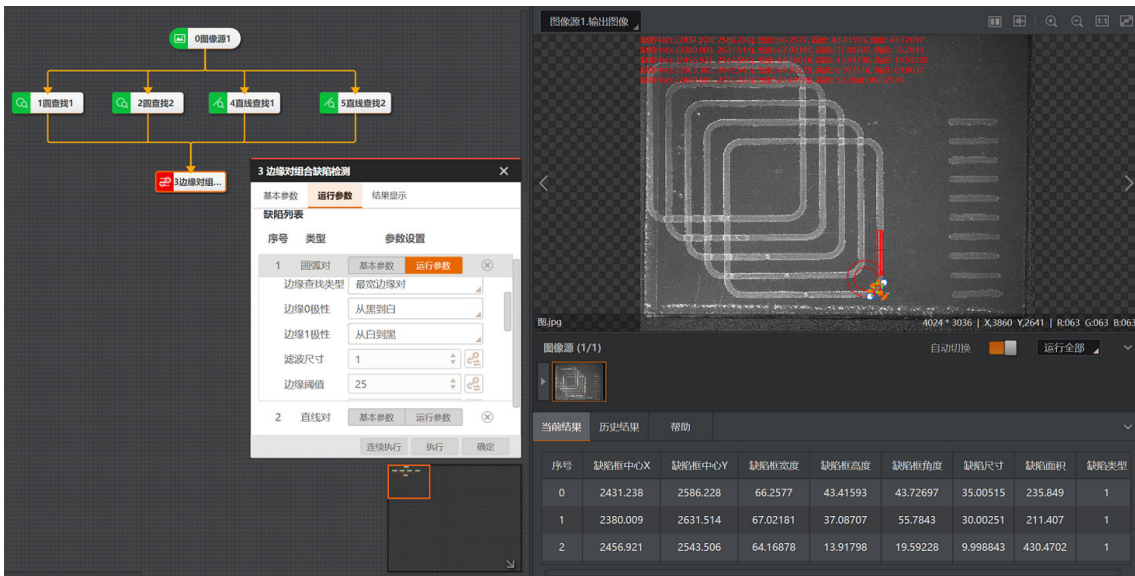 0图像源1
1圆查找1
2圆查找2
4直线查找1
5直线查找2
3边缘对组...
3 边缘对组合缺陷检测
基本参数 运行参数 结果显示
缺陷列表
序号 类型 参数设置
1 圆弧对 基本参数 运行参数
边缘查找类型 最宽边缘对
边缘0极性 从黑到白
边缘1极性 从白到黑
滤波尺寸 1
边缘阈值 25
2 直线对 基本参数 运行参数
连续执行 执行 确定
图像源1.输出图像
1:1
图.jpg
4024 * 3036 | X,3860 Y,2641 | R:063 G:063 B:063
图像源 (1/1)
自动切换 运行全部
当前结果 历史结果 帮助
序号 缺陷框中心X 缺陷框中心Y 缺陷框宽度 缺陷框高度 缺陷框角度 缺陷尺寸 缺陷面积 缺陷类型
0 2431.238 2586.228 66.2577 43.41593 43.72697 35.00515 235.849 1
1 2380.009 2631.514 67.02181 37.08707 55.7843 30.00251 211.407 1
2 2456.921 2543.506 64.16878 13.91798 19.59228 9.998843 430.4702 1